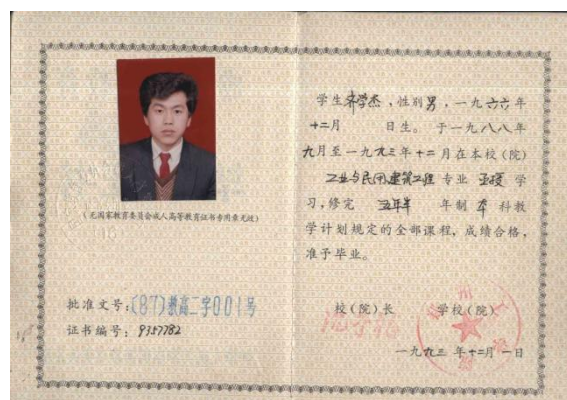 (无国家教育委员会成人高等教育证书专用章无效)
批准文号:(87)教高二字001号
证书编号:9357782
学生齐学杰,性别男,一九六六年
十二月 日生。于一九八八年
九月至一九九三年十二月在本校(院)
工业与民用建筑工程专业 学
习,修完 五年半 年制 本 科教
学计划规定的全部课程,成绩合格,
准予毕业。
校(院)长 学校(院)
一九九三年十二月一日